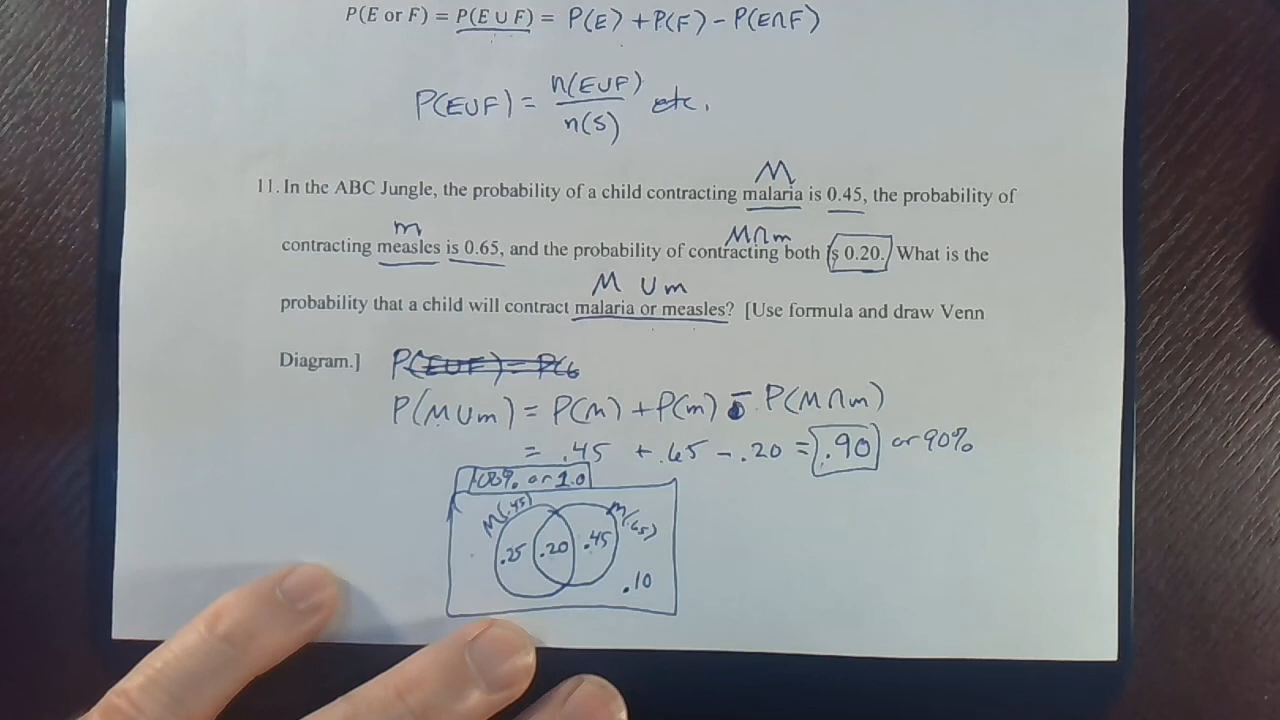 P(E or F) = P(E ∪ F) = P(E) + P(F) - P(E∩F)
P(E∪F) = n(E∪F) / n(S) etc.
M
11. In the ABC Jungle, the probability of a child contracting malaria is 0.45, the probability of
m M∩m
contracting measles is 0.65, and the probability of contracting both is 0.20. What is the
M ∪ m
probability that a child will contract malaria or measles? [Use formula and draw Venn
Diagram.] P(E∪F) = P(
P(M∪m) = P(M) + P(m) - P(M∩m)
= .45 + .65 - .20 = .90 or 90%
100% or 1.0
M(.45) m(.65)
.25 .20 .45
.10